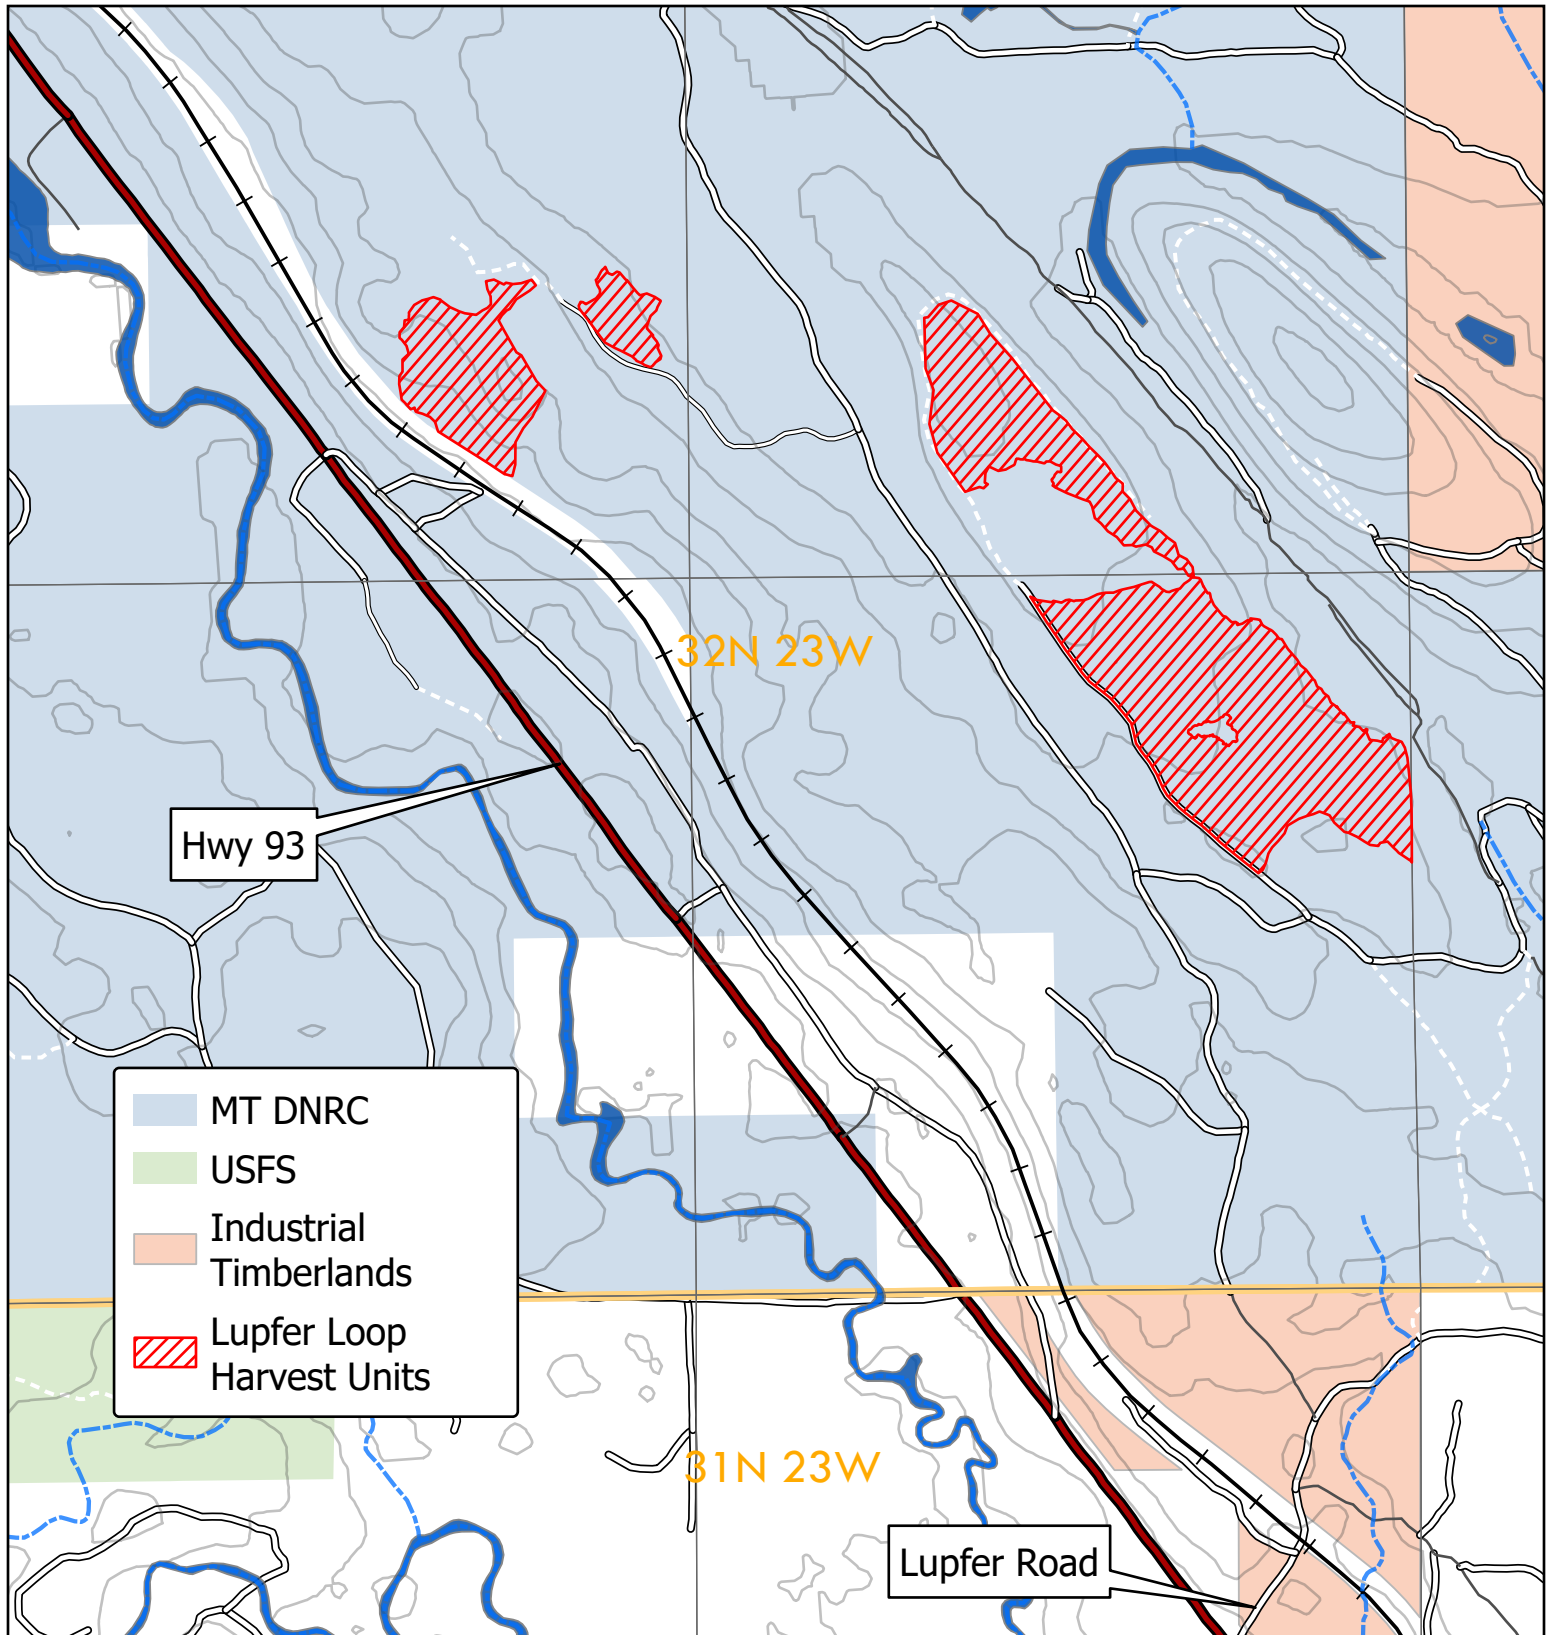 32N 23W
Hwy 93
MT DNRC
USFS
Industrial
Timberlands
Lupfer Loop
Harvest Units
31N 23W
Lupfer Road